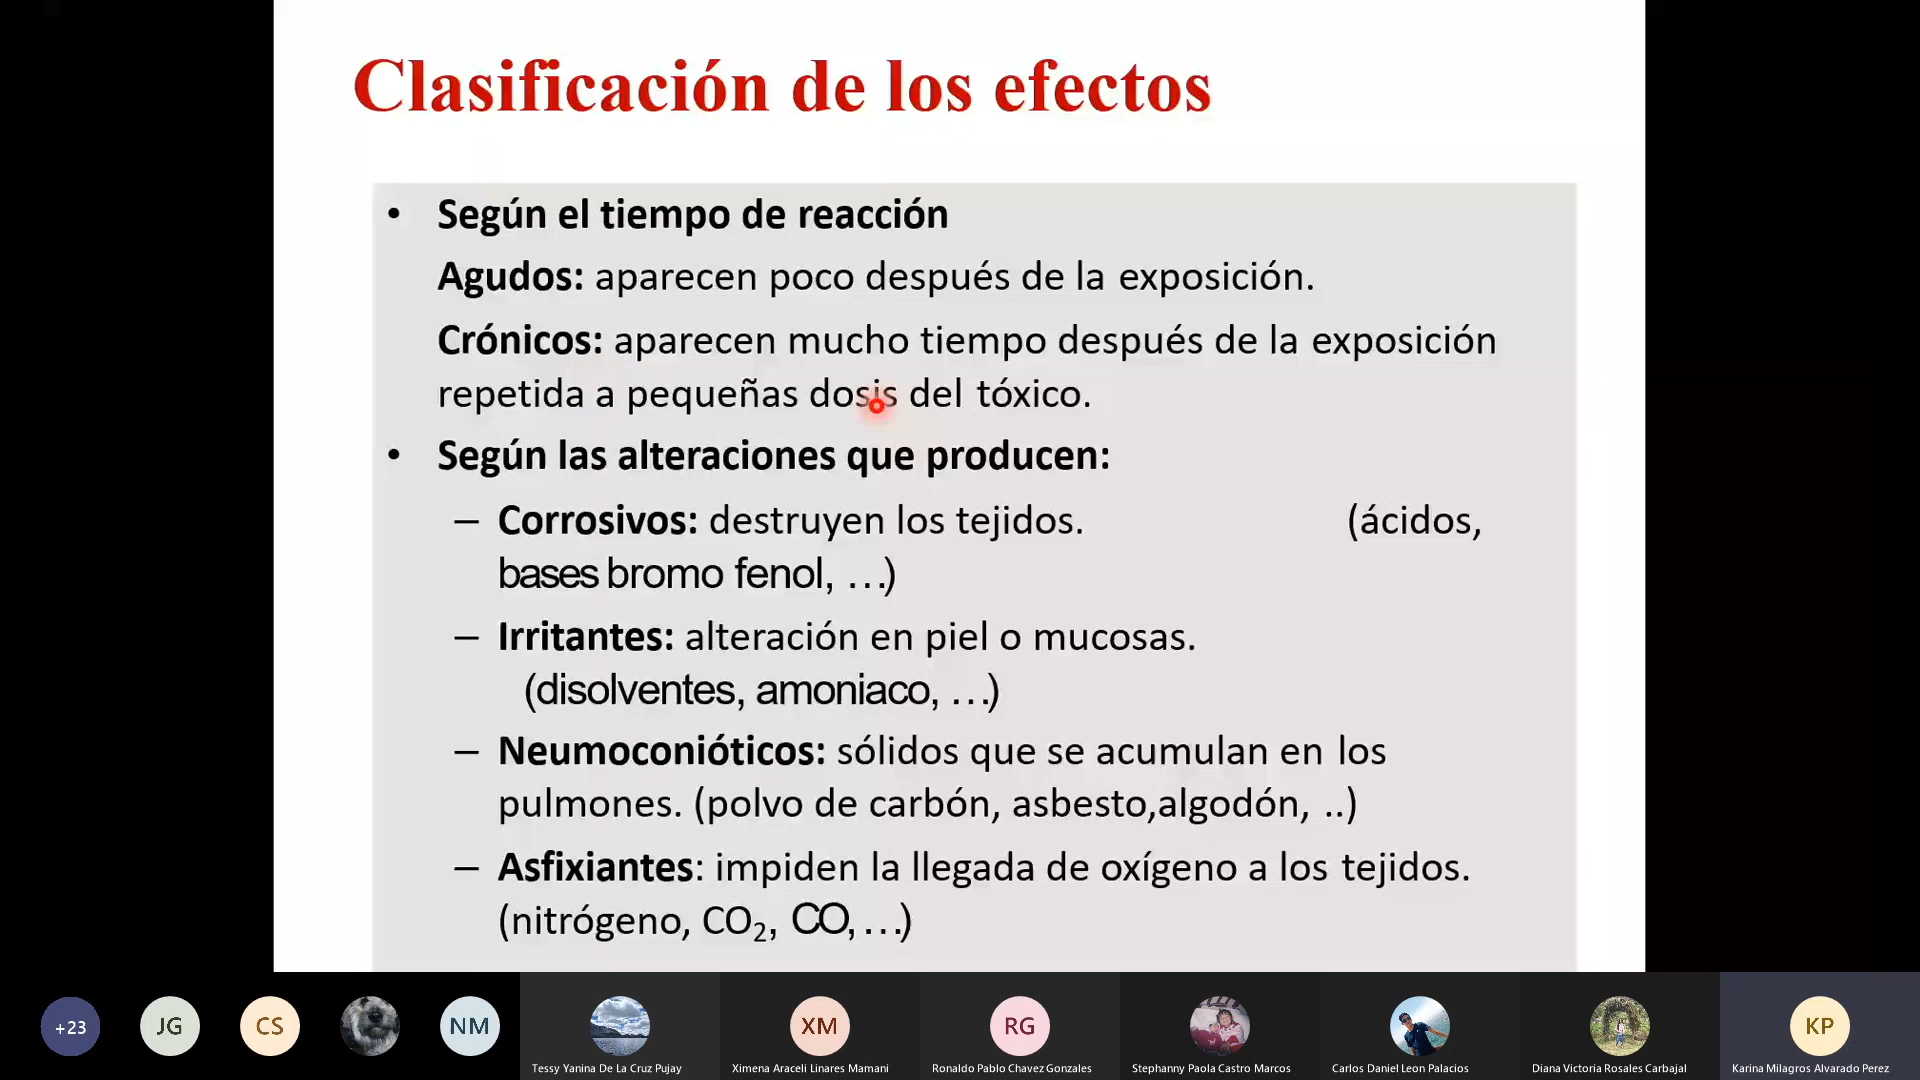 Clasificación de los efectos
• Según el tiempo de reacción
Agudos: aparecen poco después de la exposición.
Crónicos: aparecen mucho tiempo después de la exposición
repetida a pequeñas dosis del tóxico.
• Según las alteraciones que producen:
– Corrosivos: destruyen los tejidos. (ácidos,
bases bromo fenol, …)
– Irritantes: alteración en piel o mucosas.
(disolventes, amoniaco, …)
– Neumoconióticos: sólidos que se acumulan en los
pulmones. (polvo de carbón, asbesto,algodón, ..)
– Asfixiantes: impiden la llegada de oxígeno a los tejidos.
(nitrógeno, CO₂, CO, …)
+23
JG
CS
NM
XM
RG
KP
Tessy Yanina De La Cruz Pujay
Ximena Araceli Linares Mamani
Ronaldo Pablo Chavez Gonzales
Stephanny Paola Castro Marcos
Carlos Daniel Leon Palacios
Diana Victoria Rosales Carbajal
Karina Milagros Alvarado Perez